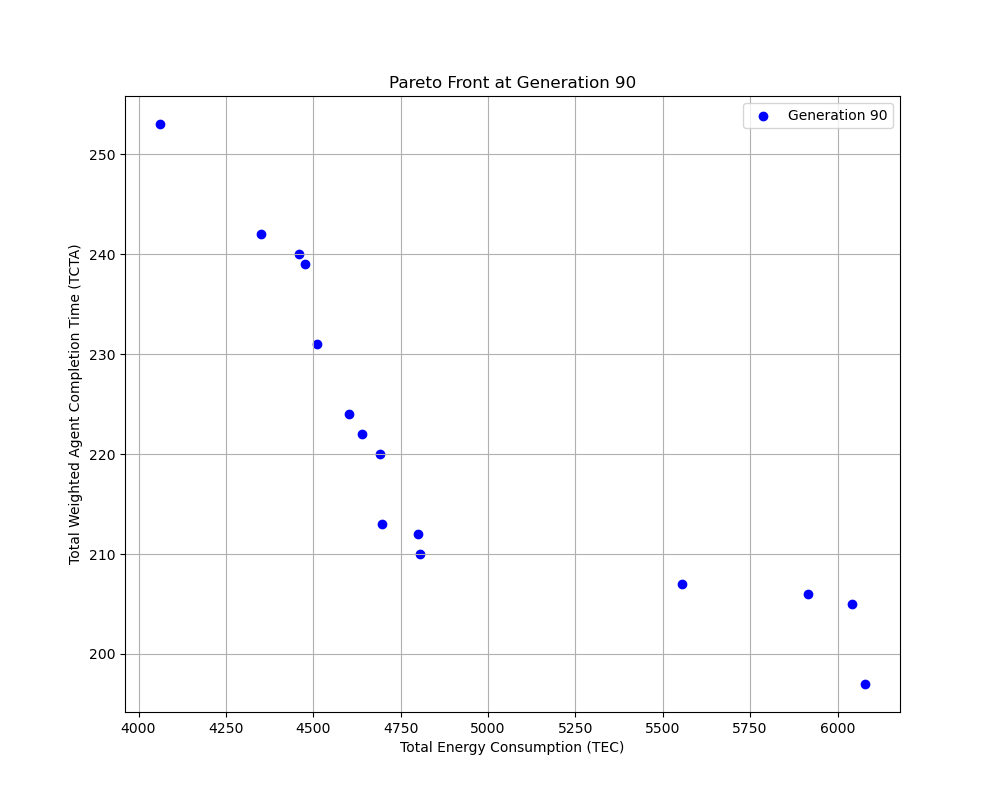 Pareto Front at Generation 90
Generation 90
250
240
230
220
210
200
Total Weighted Agent Completion Time (TCTA)
4000 4250 4500 4750 5000 5250 5500 5750 6000
Total Energy Consumption (TEC)